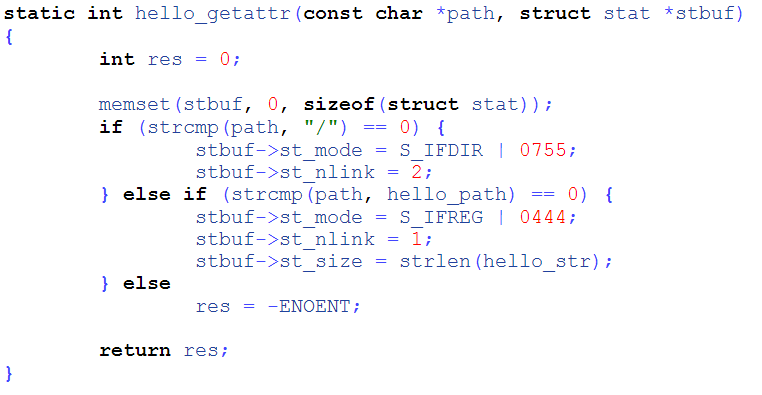 static int hello_getattr(const char *path, struct stat *stbuf)
{
        int res = 0;

        memset(stbuf, 0, sizeof(struct stat));
        if (strcmp(path, "/") == 0) {
                stbuf->st_mode = S_IFDIR | 0755;
                stbuf->st_nlink = 2;
        } else if (strcmp(path, hello_path) == 0) {
                stbuf->st_mode = S_IFREG | 0444;
                stbuf->st_nlink = 1;
                stbuf->st_size = strlen(hello_str);
        } else
                res = -ENOENT;

        return res;
}